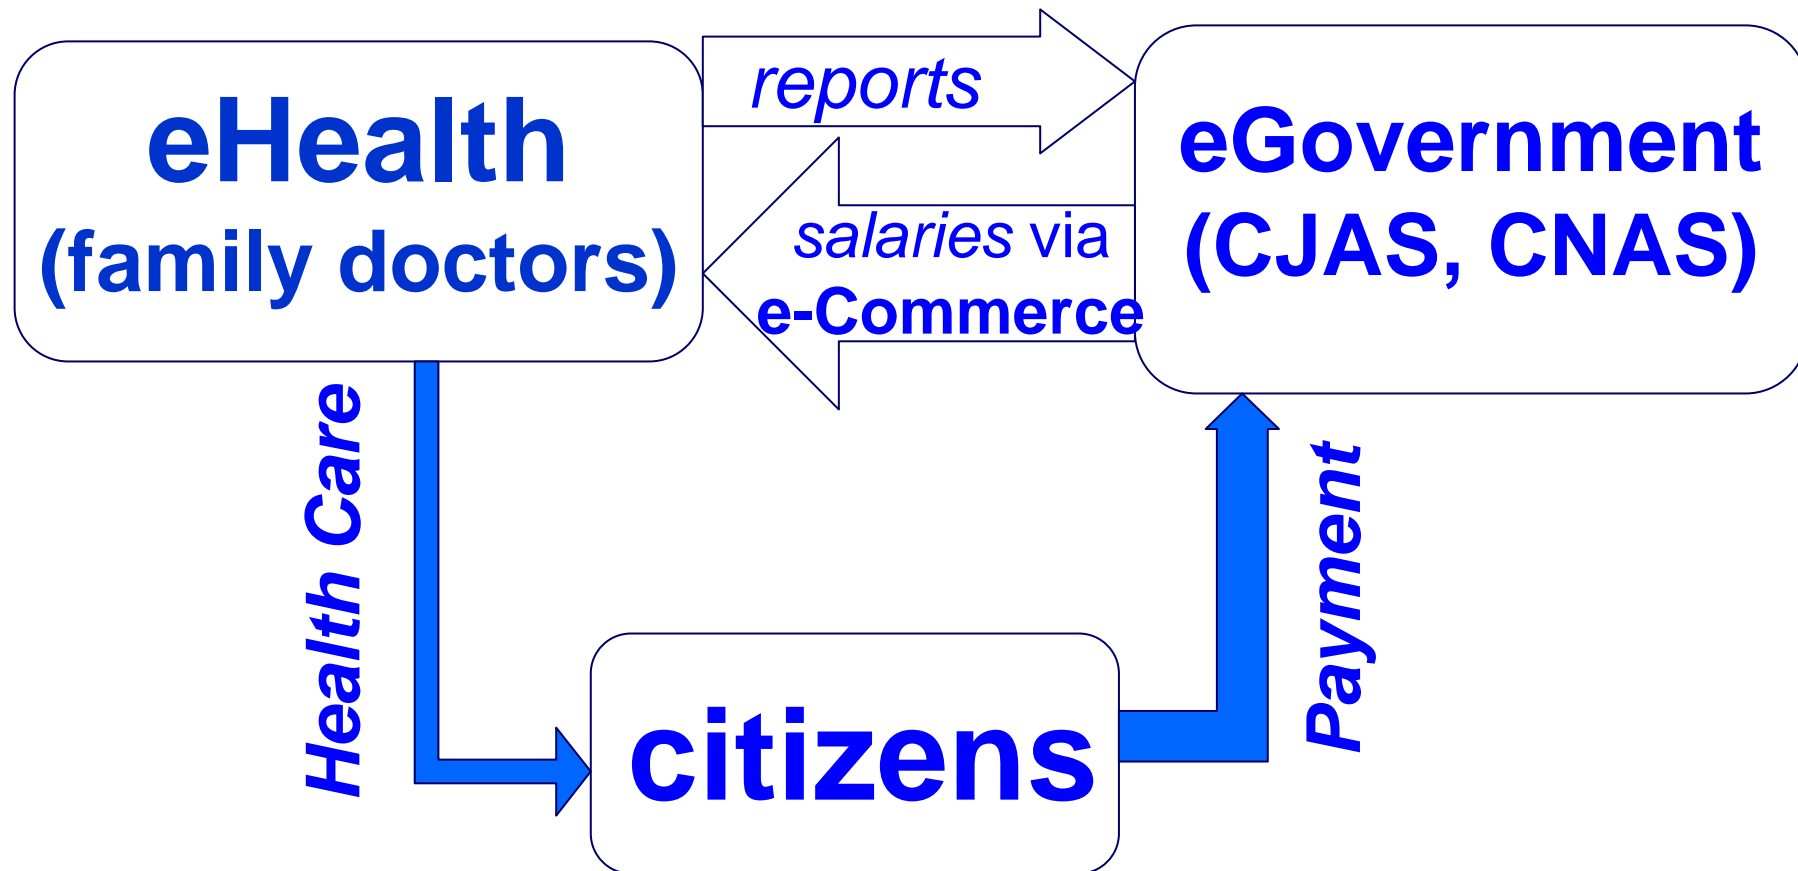 eHealth
(family doctors)
reports
salaries via
e-Commerce
eGovernment
(CJAS, CNAS)
Health Care
citizens
Payment